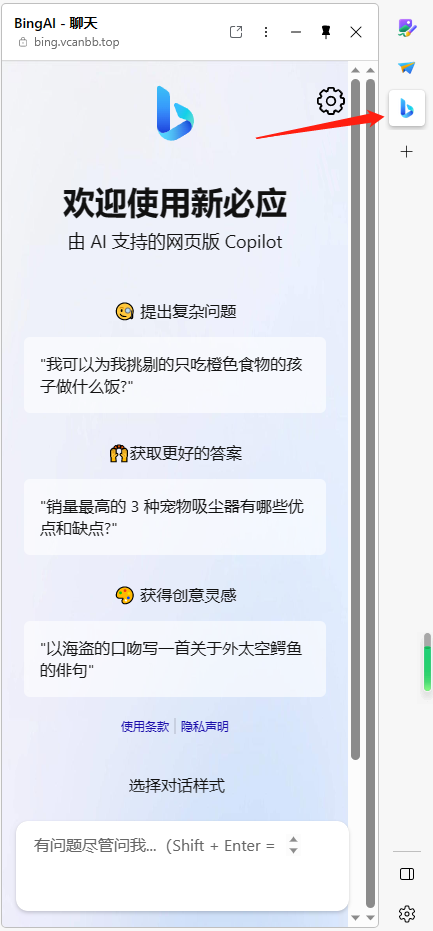 BingAI - 聊天
bing.vcanbb.top
欢迎使用新必应
由 AI 支持的网页版 Copilot
提出复杂问题
"我可以为我挑剔的只吃橙色食物的孩
子做什么饭?"
获取更好的答案
"销量最高的 3 种宠物吸尘器有哪些优
点和缺点?"
获得创意灵感
"以海盗的口吻写一首关于外太空鳄鱼
的俳句"
使用条款 | 隐私声明
选择对话样式
有问题尽管问我...（Shift + Enter =